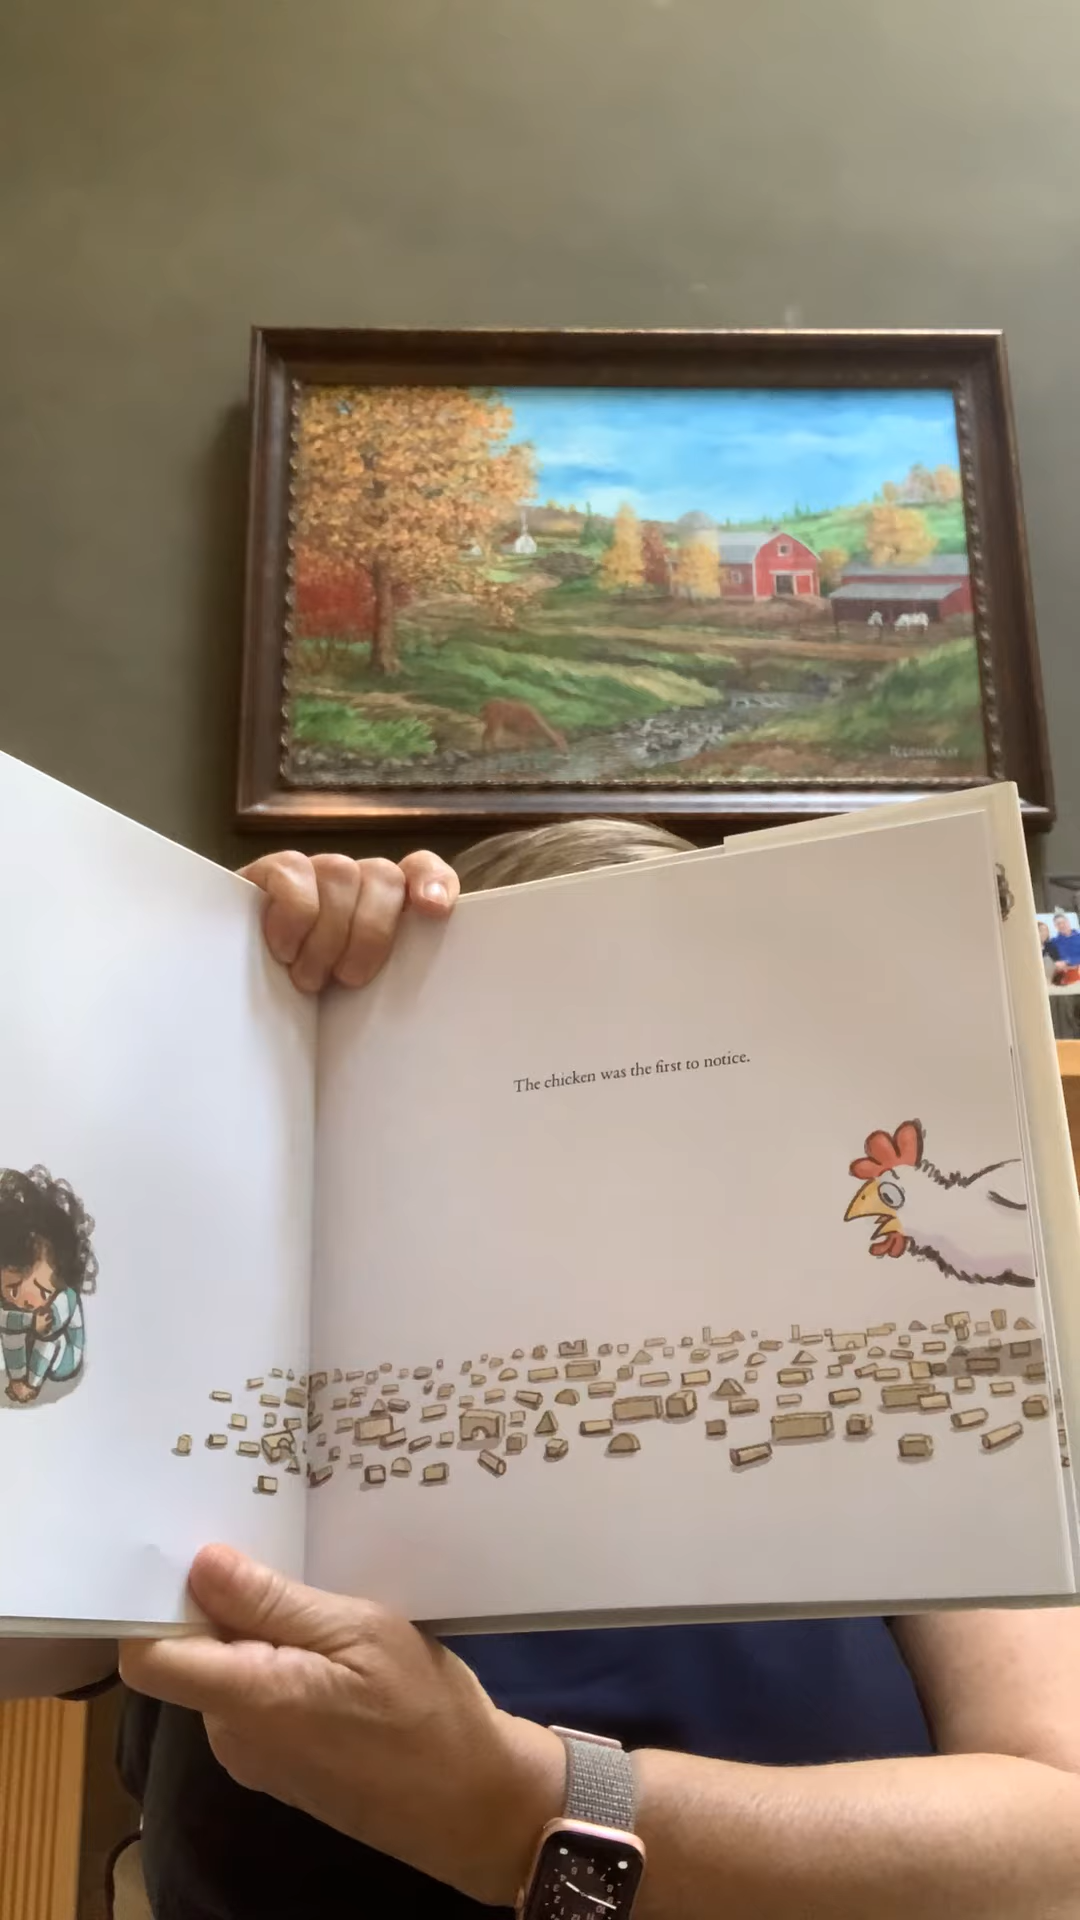 The chicken was the first to notice.